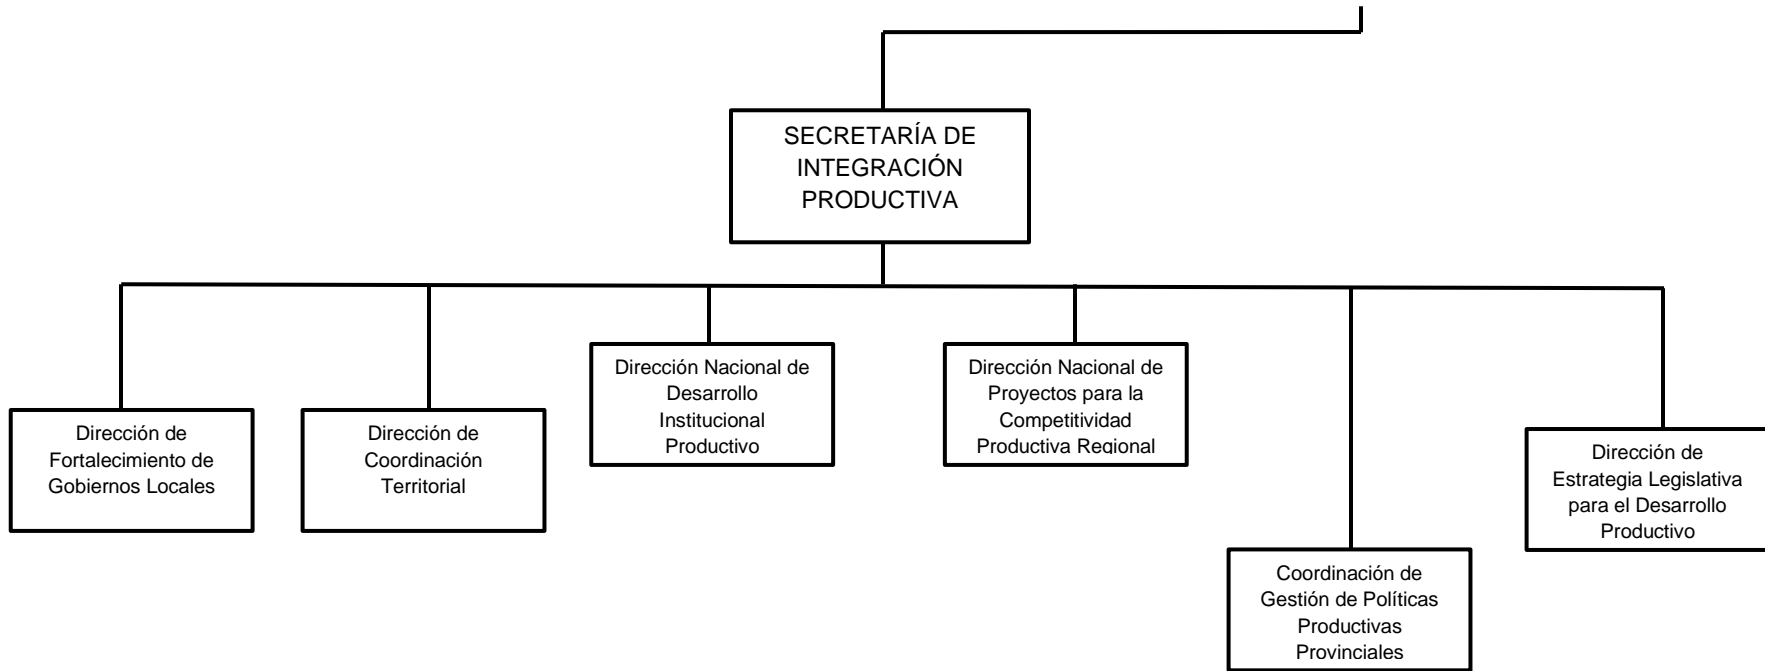 SECRETARÍA DE
INTEGRACIÓN
PRODUCTIVA
Dirección de
Fortalecimiento de
Gobiernos Locales
Dirección de
Coordinación
Territorial
Dirección Nacional de
Desarrollo
Institucional
Productivo
Dirección Nacional de
Proyectos para la
Competitividad
Productiva Regional
Coordinación de
Gestión de Políticas
Productivas
Provinciales
Dirección de
Estrategia Legislativa
para el Desarrollo
Productivo